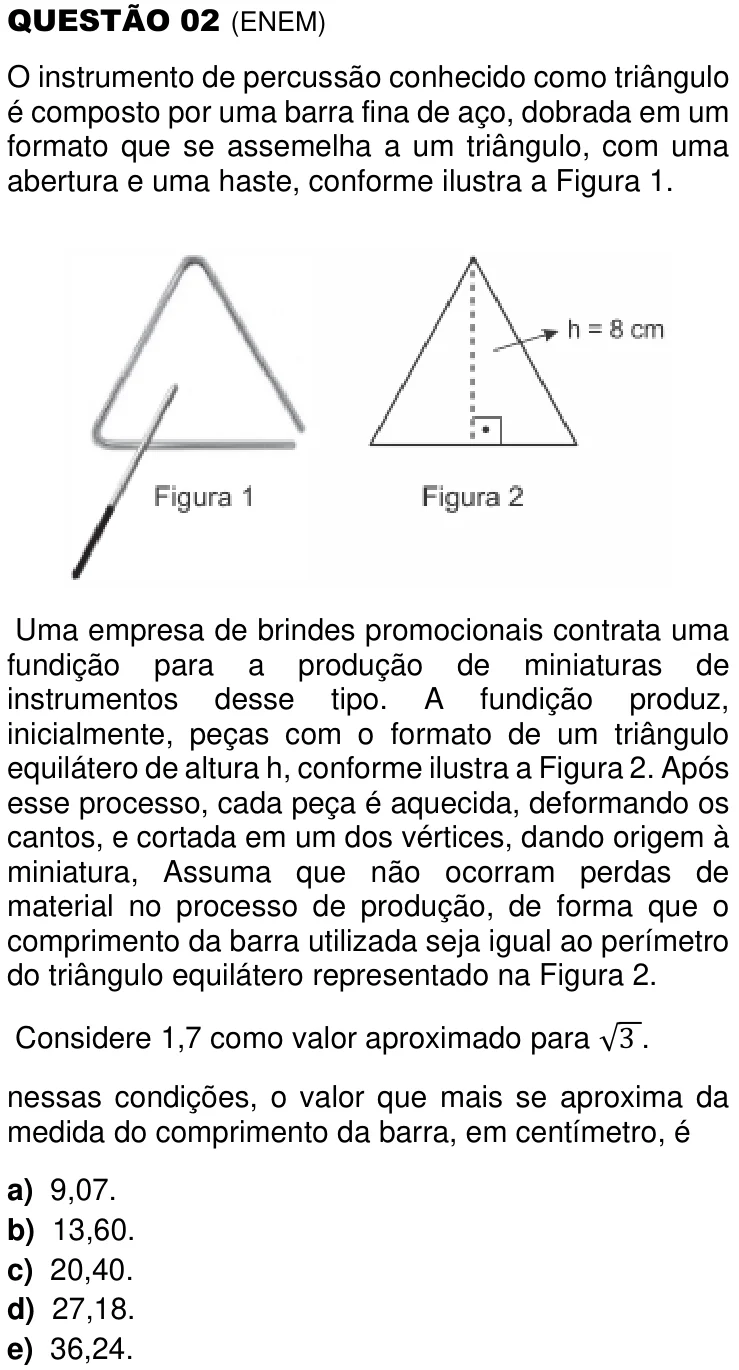 QUESTÃO 02 (ENEM)
O instrumento de percussão conhecido como triângulo
é composto por uma barra fina de aço, dobrada em um
formato que se assemelha a um triângulo, com uma
abertura e uma haste, conforme ilustra a Figura 1.
h = 8 cm
Figura 1
Figura 2
Uma empresa de brindes promocionais contrata uma
fundição para a produção de miniaturas de
instrumentos desse tipo. A fundição produz,
inicialmente, peças com o formato de um triângulo
equilátero de altura h, conforme ilustra a Figura 2. Após
esse processo, cada peça é aquecida, deformando os
cantos, e cortada em um dos vértices, dando origem à
miniatura, Assuma que não ocorram perdas de
material no processo de produção, de forma que o
comprimento da barra utilizada seja igual ao perímetro
do triângulo equilátero representado na Figura 2.
Considere 1,7 como valor aproximado para √3 .
nessas condições, o valor que mais se aproxima da
medida do comprimento da barra, em centímetro, é
a) 9,07.
b) 13,60.
c) 20,40.
d) 27,18.
e) 36,24.